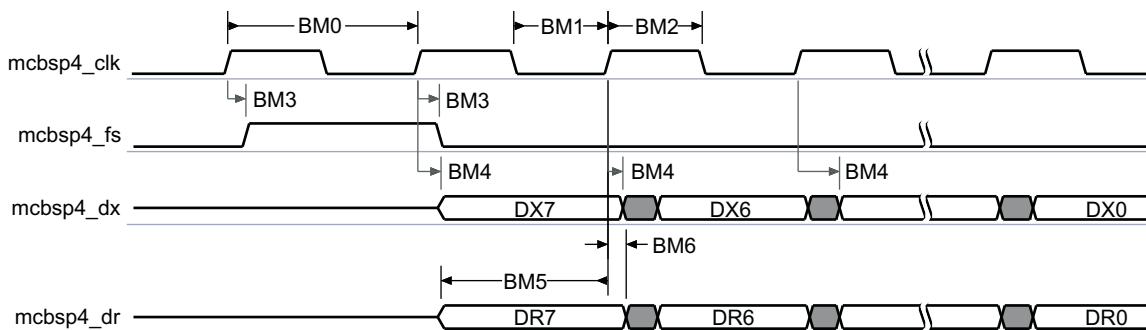 BM0 BM1 BM2
mcbsp4_clk
BM3 BM3
mcbsp4_fs
BM4 BM4 BM4
mcbsp4_dx DX7 DX6 DX0
BM6
BM5
mcbsp4_dr DR7 DR6 DR0